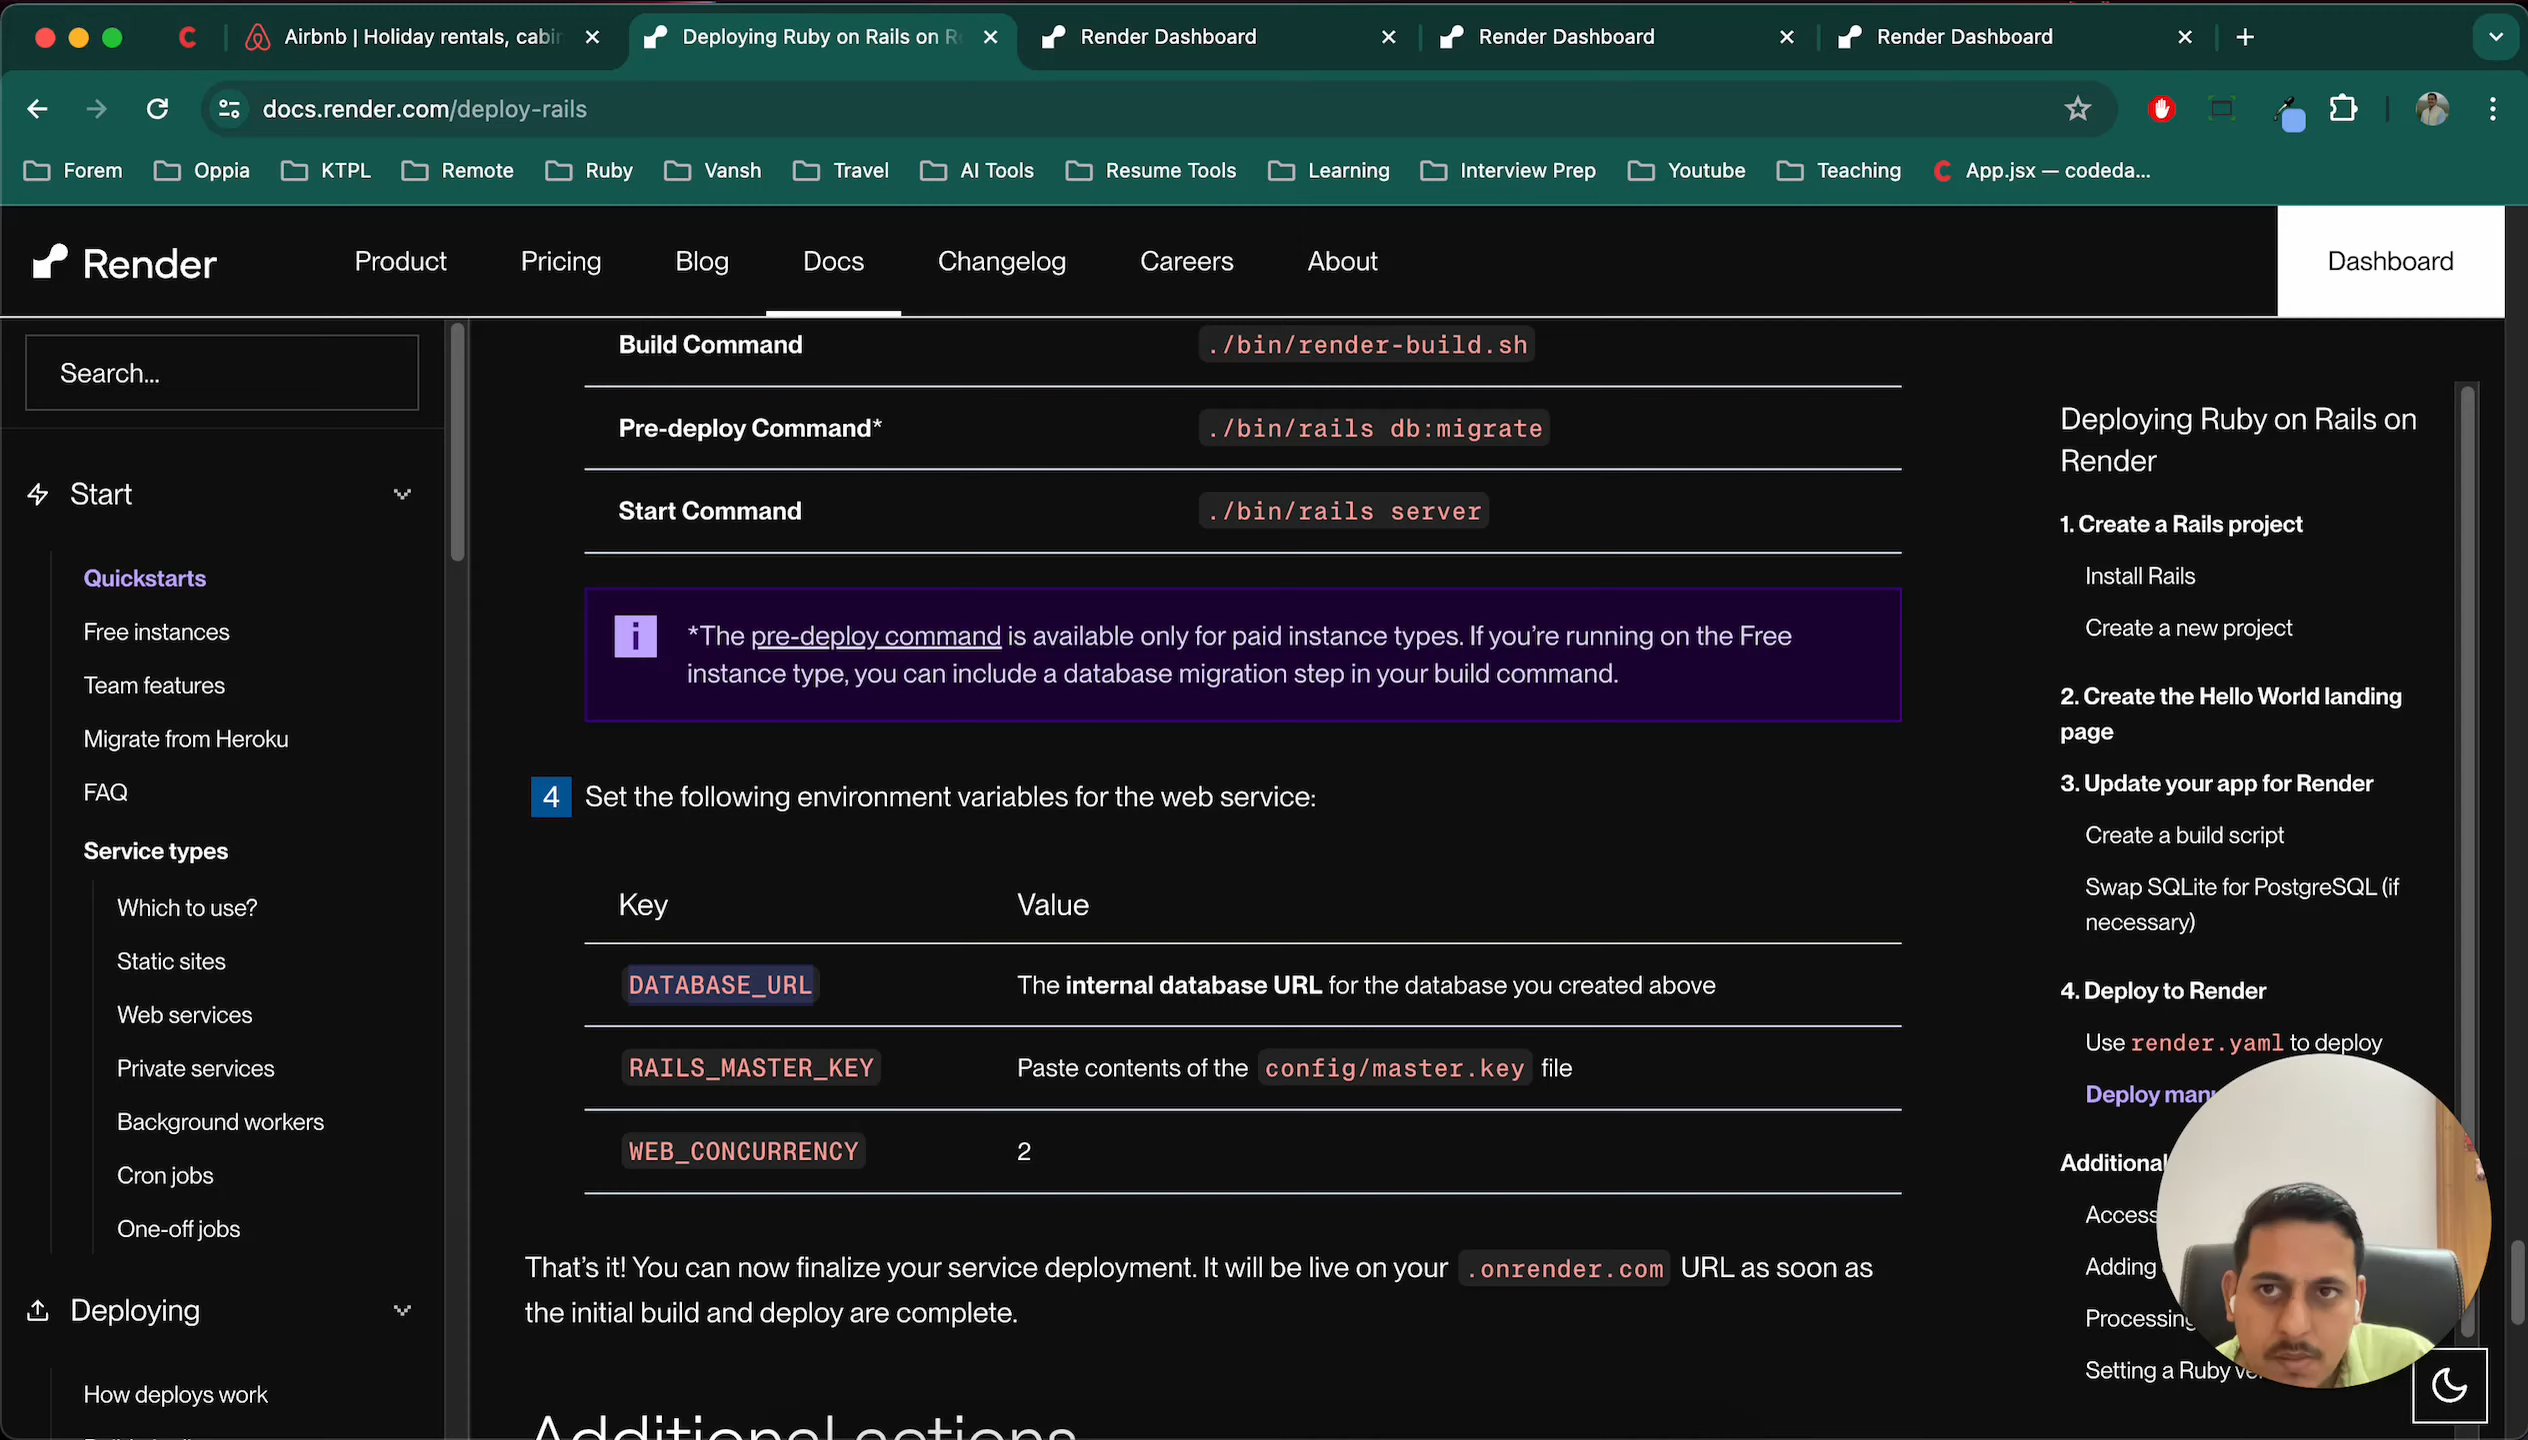 Airbnb | Holiday rentals, cabin
Deploying Ruby on Rails on R
Render Dashboard
Render Dashboard
Render Dashboard
docs.render.com/deploy-rails
Forem
Oppia
KTPL
Remote
Ruby
Vansh
Travel
AI Tools
Resume Tools
Learning
Interview Prep
Youtube
Teaching
App.jsx — codeda...
Render
Product
Pricing
Blog
Docs
Changelog
Careers
About
Dashboard
Search...
Start
Quickstarts
Free instances
Team features
Migrate from Heroku
FAQ
Service types
Which to use?
Static sites
Web services
Private services
Background workers
Cron jobs
One-off jobs
Deploying
How deploys work
Build Command ./bin/render-build.sh
Pre-deploy Command* ./bin/rails db:migrate
Start Command ./bin/rails server
i
*The pre-deploy command is available only for paid instance types. If you’re running on the Free
instance type, you can include a database migration step in your build command.
4 Set the following environment variables for the web service:
Key Value
DATABASE_URL The internal database URL for the database you created above
RAILS_MASTER_KEY Paste contents of the config/master.key file
WEB_CONCURRENCY 2
That’s it! You can now finalize your service deployment. It will be live on your .onrender.com URL as soon as
the initial build and deploy are complete.
Additional actions
Deploying Ruby on Rails on
Render
1. Create a Rails project
Install Rails
Create a new project
2. Create the Hello World landing
page
3. Update your app for Render
Create a build script
Swap SQLite for PostgreSQL (if
necessary)
4. Deploy to Render
Use render.yaml to deploy
Deploy man
Additional
Access
Adding
Processing
Setting a Ruby ve